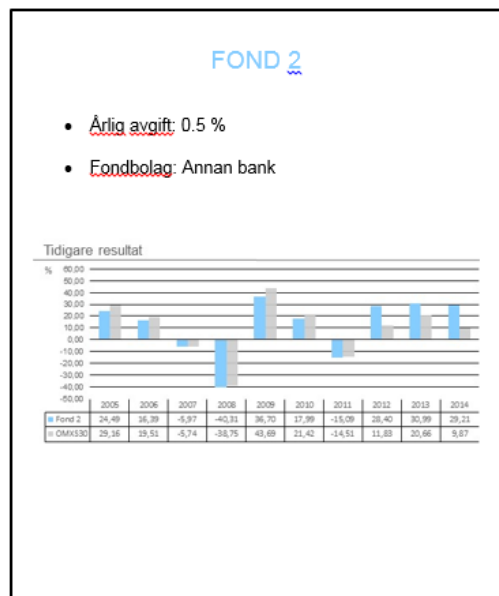 FOND 2
• Årlig avgift: 0.5 %
• Fondbolag: Annan bank
Tidigare resultat
% 60,00
50,00
40,00
30,00
20,00
10,00
0,00
-10,00
-20,00
-30,00
-40,00
-50,00
2005 2006 2007 2008 2009 2010 2011 2012 2013 2014
Fond 2 24,49 16,39 -5,97 -40,31 36,70 17,99 -15,09 28,40 30,99 29,21
OMXS30 29,16 19,51 -5,74 -38,75 43,69 21,42 -14,51 11,83 20,66 9,87